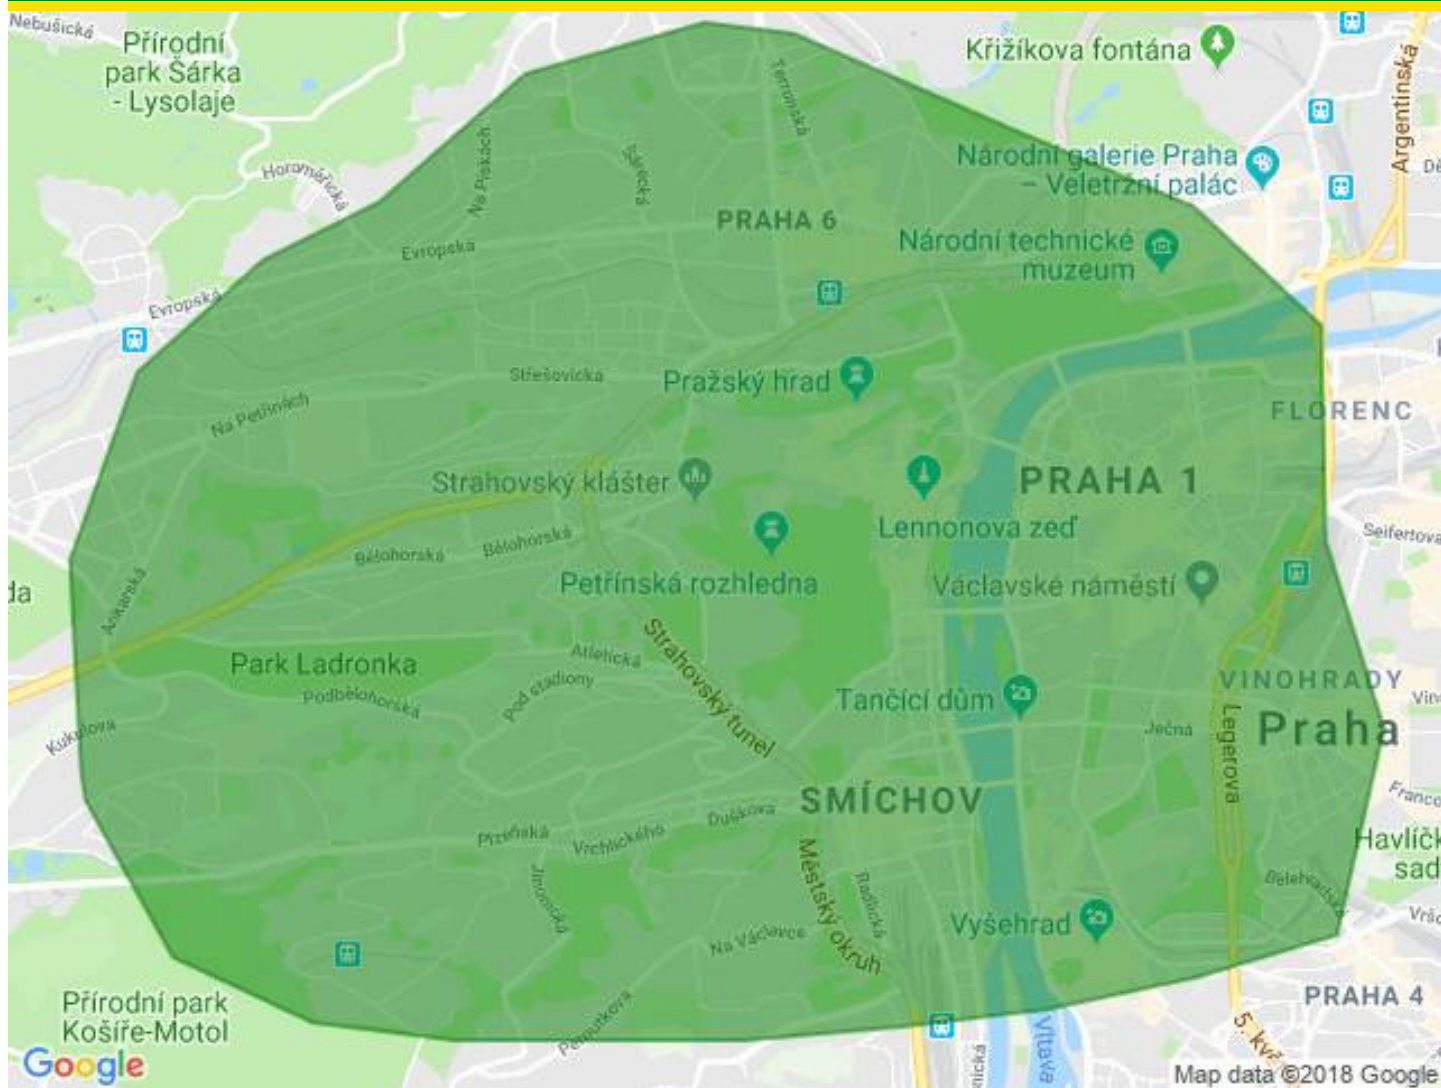 Nebušická
Přírodní
park Šárka
- Lysolaje
Křižíkova fontána
Terronská
Argentinská
Národní galerie Praha
– Veletržní palác
Horoměřická
Na Pískách
Jugoslávských
PRAHA 6
Evropská
Národní technické
muzeum
Evropská
Střešovická
Pražský hrad
Na Petřinách
FLORENC
Strahovský klášter
PRAHA 1
Lennonova zeď
Seifertova
Bělohorská
Bělohorská
Petřínská rozhledna
Václavské náměstí
Ankarská
Strahovský tunel
Atletická
Park Ladronka
Pod stadiony
Podbělohorská
Tančící dům
VINOHRADY
Kukulova
Ječná
Legerova
Praha
SMÍCHOV
Duškova
Plzeňská
Vrchlického
Městský okruh
Radlická
Jinonická
Bělehradská
Vyšehrad
Na Václavce
Přírodní park
Košíře-Motol
Peroutkova
PRAHA 4
Vltava
Google
Map data ©2018 Google